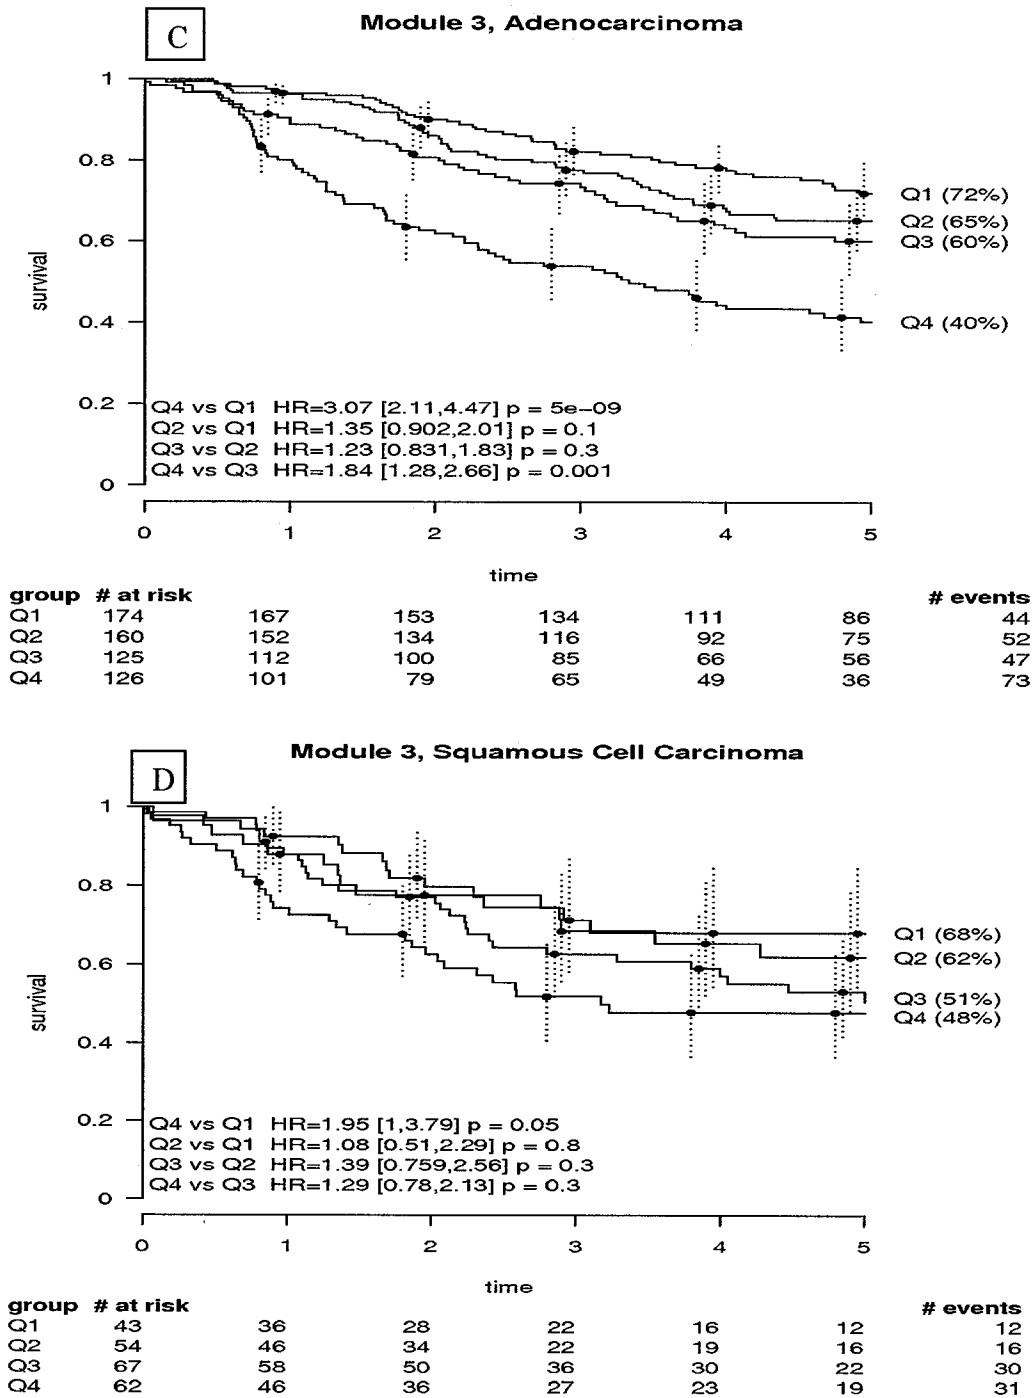 C
Module 3, Adenocarcinoma
1
0.8
0.6
0.4
0.2
0
survival
Q1 (72%)
Q2 (65%)
Q3 (60%)
Q4 (40%)
Q4 vs Q1 HR=3.07 [2.11,4.47] p = 5e-09
Q2 vs Q1 HR=1.35 [0.902,2.01] p = 0.1
Q3 vs Q2 HR=1.23 [0.831,1.83] p = 0.3
Q4 vs Q3 HR=1.84 [1.28,2.66] p = 0.001
0 1 2 3 4 5
time
group # at risk # events
Q1 174 167 153 134 111 86 44
Q2 160 152 134 116 92 75 52
Q3 125 112 100 85 66 56 47
Q4 126 101 79 65 49 36 73
D
Module 3, Squamous Cell Carcinoma
1
0.8
0.6
0.4
0.2
0
survival
Q1 (68%)
Q2 (62%)
Q3 (51%)
Q4 (48%)
Q4 vs Q1 HR=1.95 [1,3.79] p = 0.05
Q2 vs Q1 HR=1.08 [0.51,2.29] p = 0.8
Q3 vs Q2 HR=1.39 [0.759,2.56] p = 0.3
Q4 vs Q3 HR=1.29 [0.78,2.13] p = 0.3
0 1 2 3 4 5
time
group # at risk # events
Q1 43 36 28 22 16 12 12
Q2 54 46 34 22 19 16 16
Q3 67 58 50 36 30 22 30
Q4 62 46 36 27 23 19 31